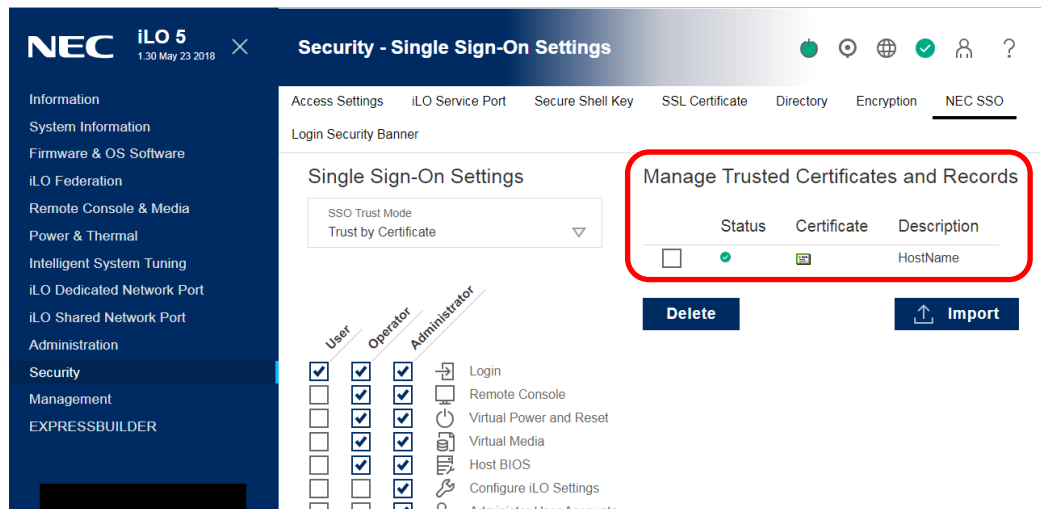 NEC iLO 5
1.30 May 23 2018
Security - Single Sign-On Settings
?
Information
System Information
Firmware & OS Software
iLO Federation
Remote Console & Media
Power & Thermal
Intelligent System Tuning
iLO Dedicated Network Port
iLO Shared Network Port
Administration
Security
Management
EXPRESSBUILDER
Access Settings iLO Service Port Secure Shell Key SSL Certificate Directory Encryption NEC SSO
Login Security Banner
Single Sign-On Settings
SSO Trust Mode
Trust by Certificate
User Operator Administrator
Login
Remote Console
Virtual Power and Reset
Virtual Media
Host BIOS
Configure iLO Settings
Administer User Accounts
Manage Trusted Certificates and Records
Status Certificate Description
HostName
Delete Import